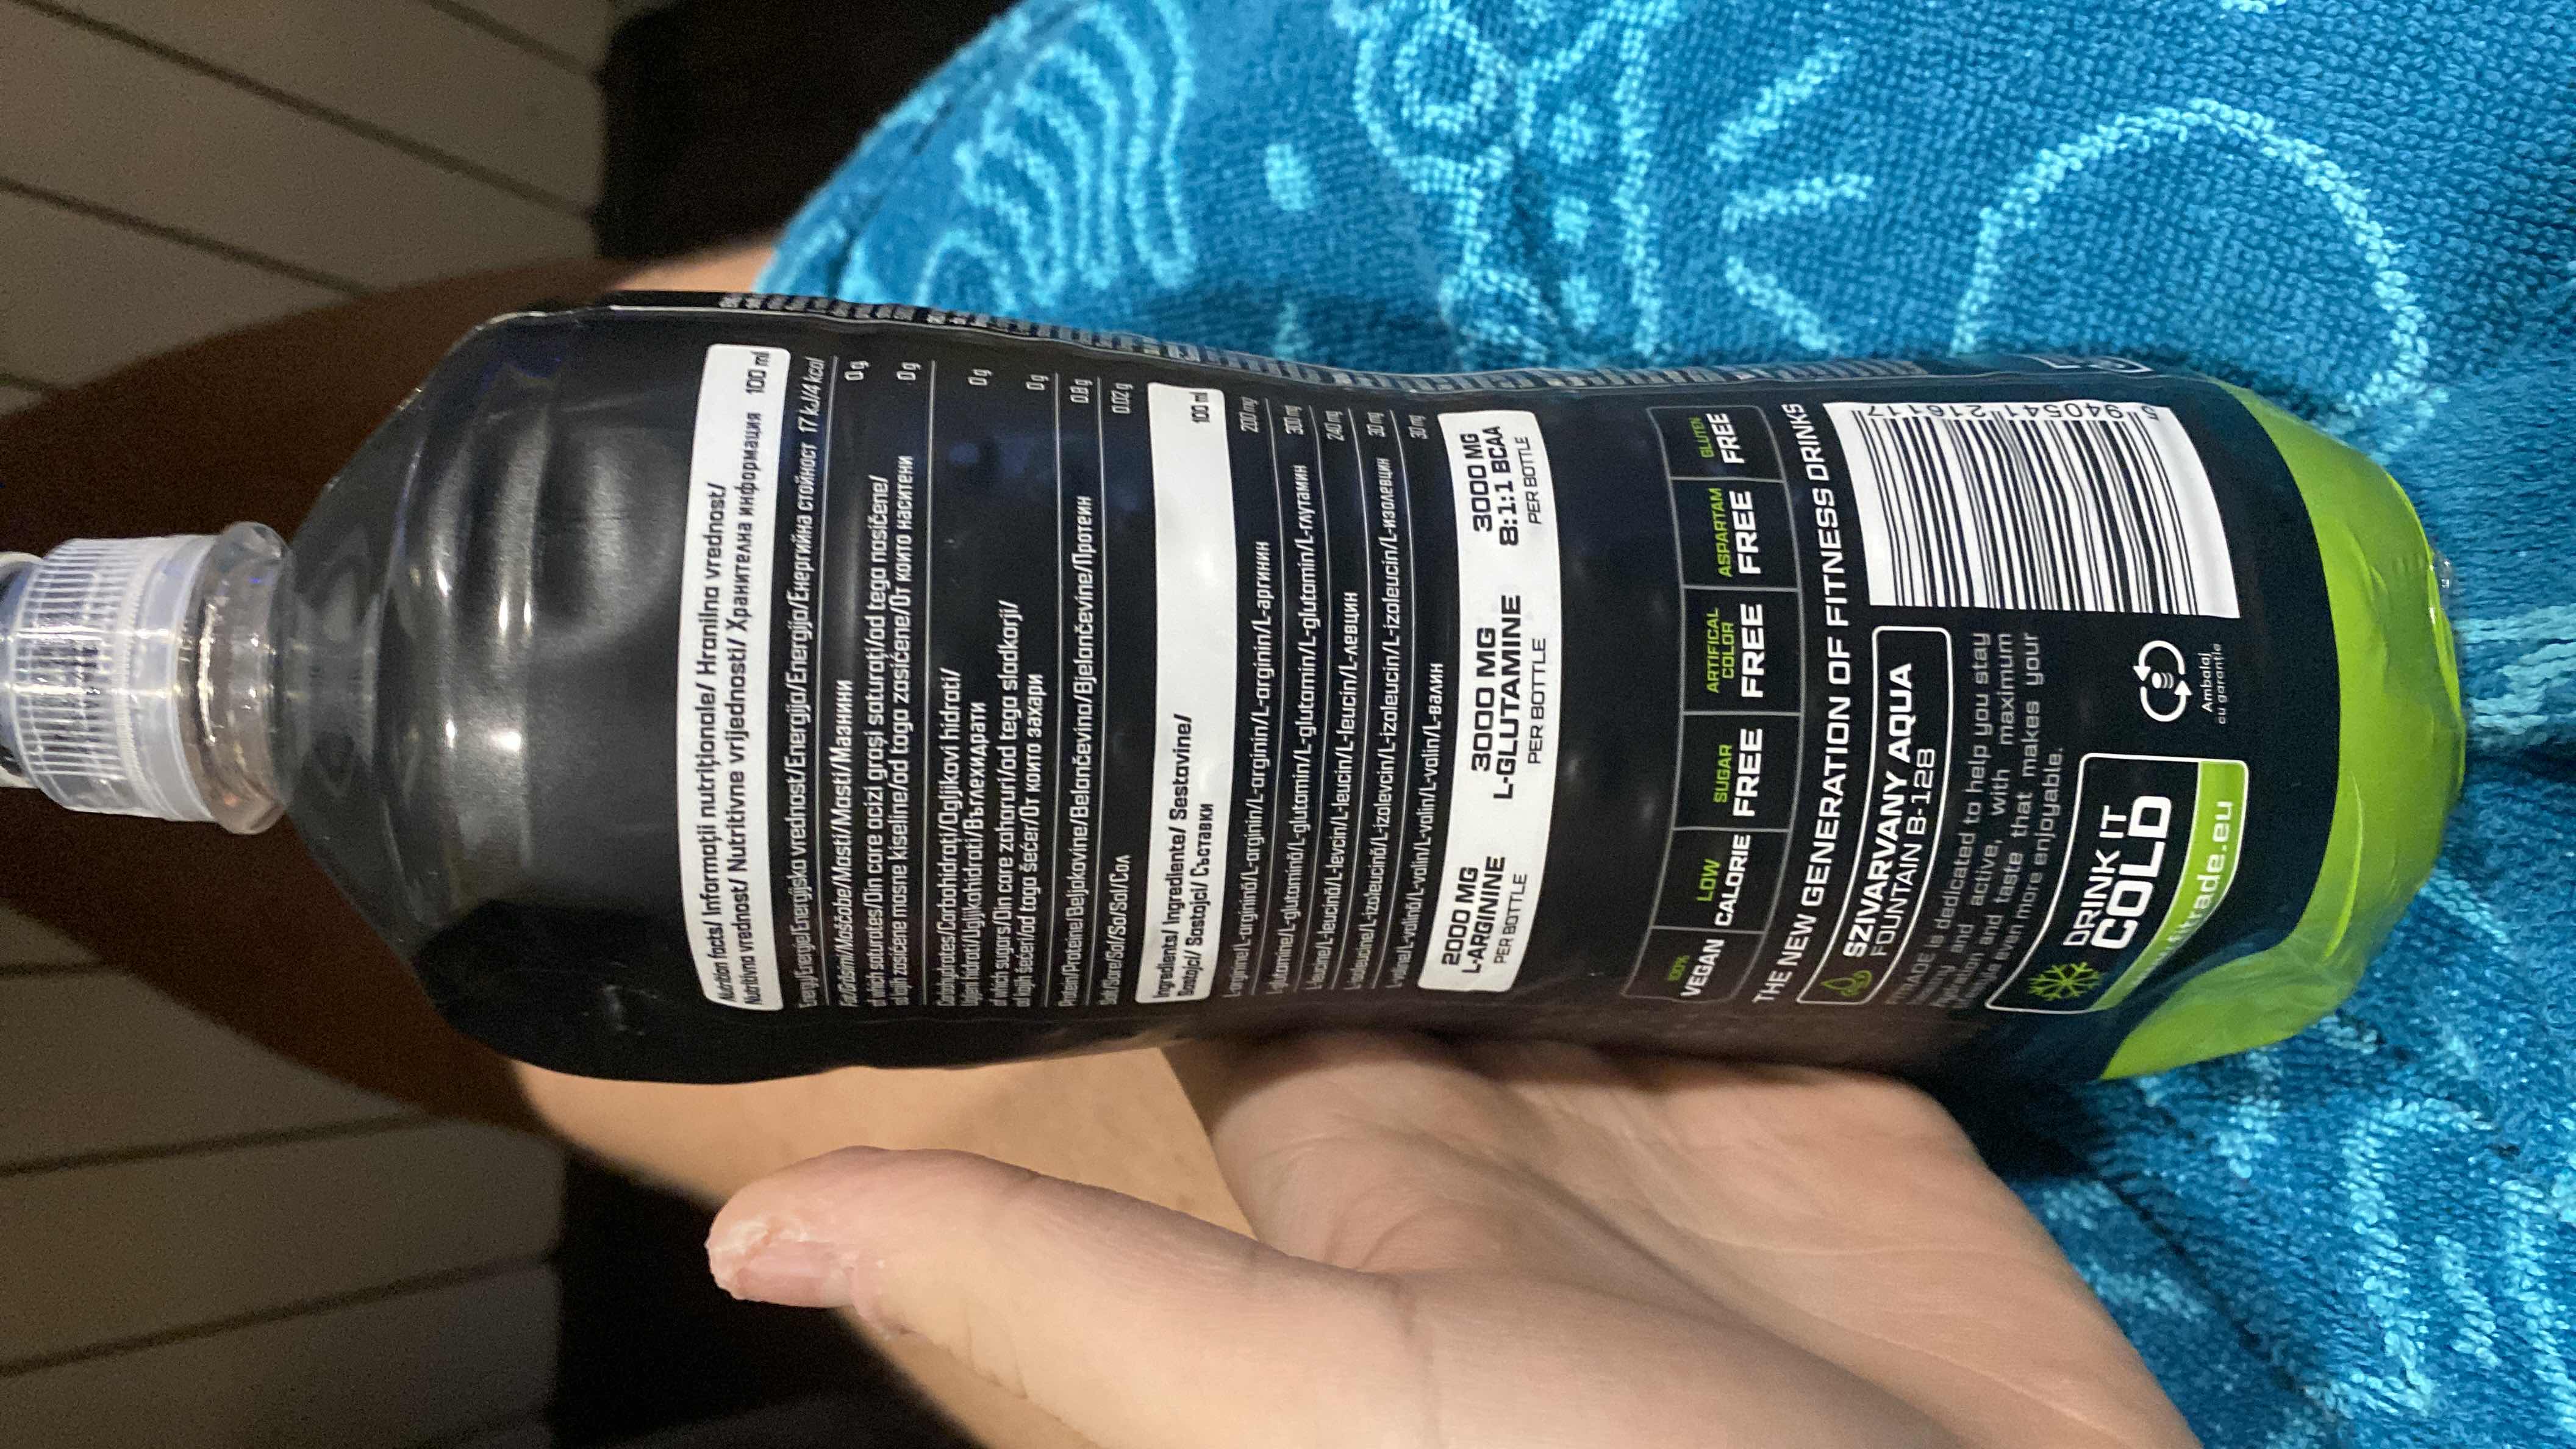 Nutrition facts/ Informații nutriționale/ Hranilna vrednost/
Nutritivna vrednost/ Nutritivne vrijednosti/ Хранителна информация 100 ml
Energy/Energie/Energijska vrednost/Energija/Energija/Енергийна стойност 17 kJ/4 kcal
Fat/Grăsimi/Maščobe/Masti/Masti/Мазнини 0 g
of which saturates/Din care acizi grași saturați/od tega nasičene/
od njih zasićene masne kiseline/od toga zasićene/От които наситени 0 g
Carbohydrates/Carbohidrați/Ogljikovi hidrati/
Ugljeni hidrati/Ugljikohidrati/Въглехидрати 0 g
of which sugars/Din care zaharuri/od tega sladkorji/
od njih šećeri/od toga šećer/От които захари 0 g
Protein/Proteine/Beljakovine/Belančevina/Bjelančevine/Протеин 0.8 g
Salt/Sare/Sol/So/Sol/Сол 0.02 g
Ingredients/ Ingrediente/ Sestavine/
Sastojci/ Sastojci/ Съставки 100 ml
L-arginine/L-arginină/L-arginin/L-arginin/L-arginin/L-аргинин 200 mg
L-glutamine/L-glutamină/L-glutamin/L-glutamin/L-glutamin/L-глутамин 300 mg
L-leucine/L-leucină/L-levcin/L-leucin/L-leucin/L-левцин 240 mg
L-isoleucine/L-izoleucină/L-izolevcin/L-izoleucin/L-izoleucin/L-изолевцин 30 mg
L-valine/L-valină/L-valin/L-valin/L-valin/L-валин 30 mg
2000 MG 3000 MG 3000 MG
L-ARGININE L-GLUTAMINE 8:1:1 BCAA
PER BOTTLE PER BOTTLE PER BOTTLE
100% LOW SUGAR ARTIFICAL COLOR ASPARTAM GLUTEN
VEGAN CALORIE FREE FREE FREE FREE
THE NEW GENERATION OF FITNESS DRINKS
SZIVARVANY AQUA
FOUNTAIN B-128
is dedicated to help you stay
and active, with maximum
and taste that makes your
even more enjoyable.
DRINK IT
COLD
fitrade.eu
Ambalaj
cu garanție
5 940541 216117